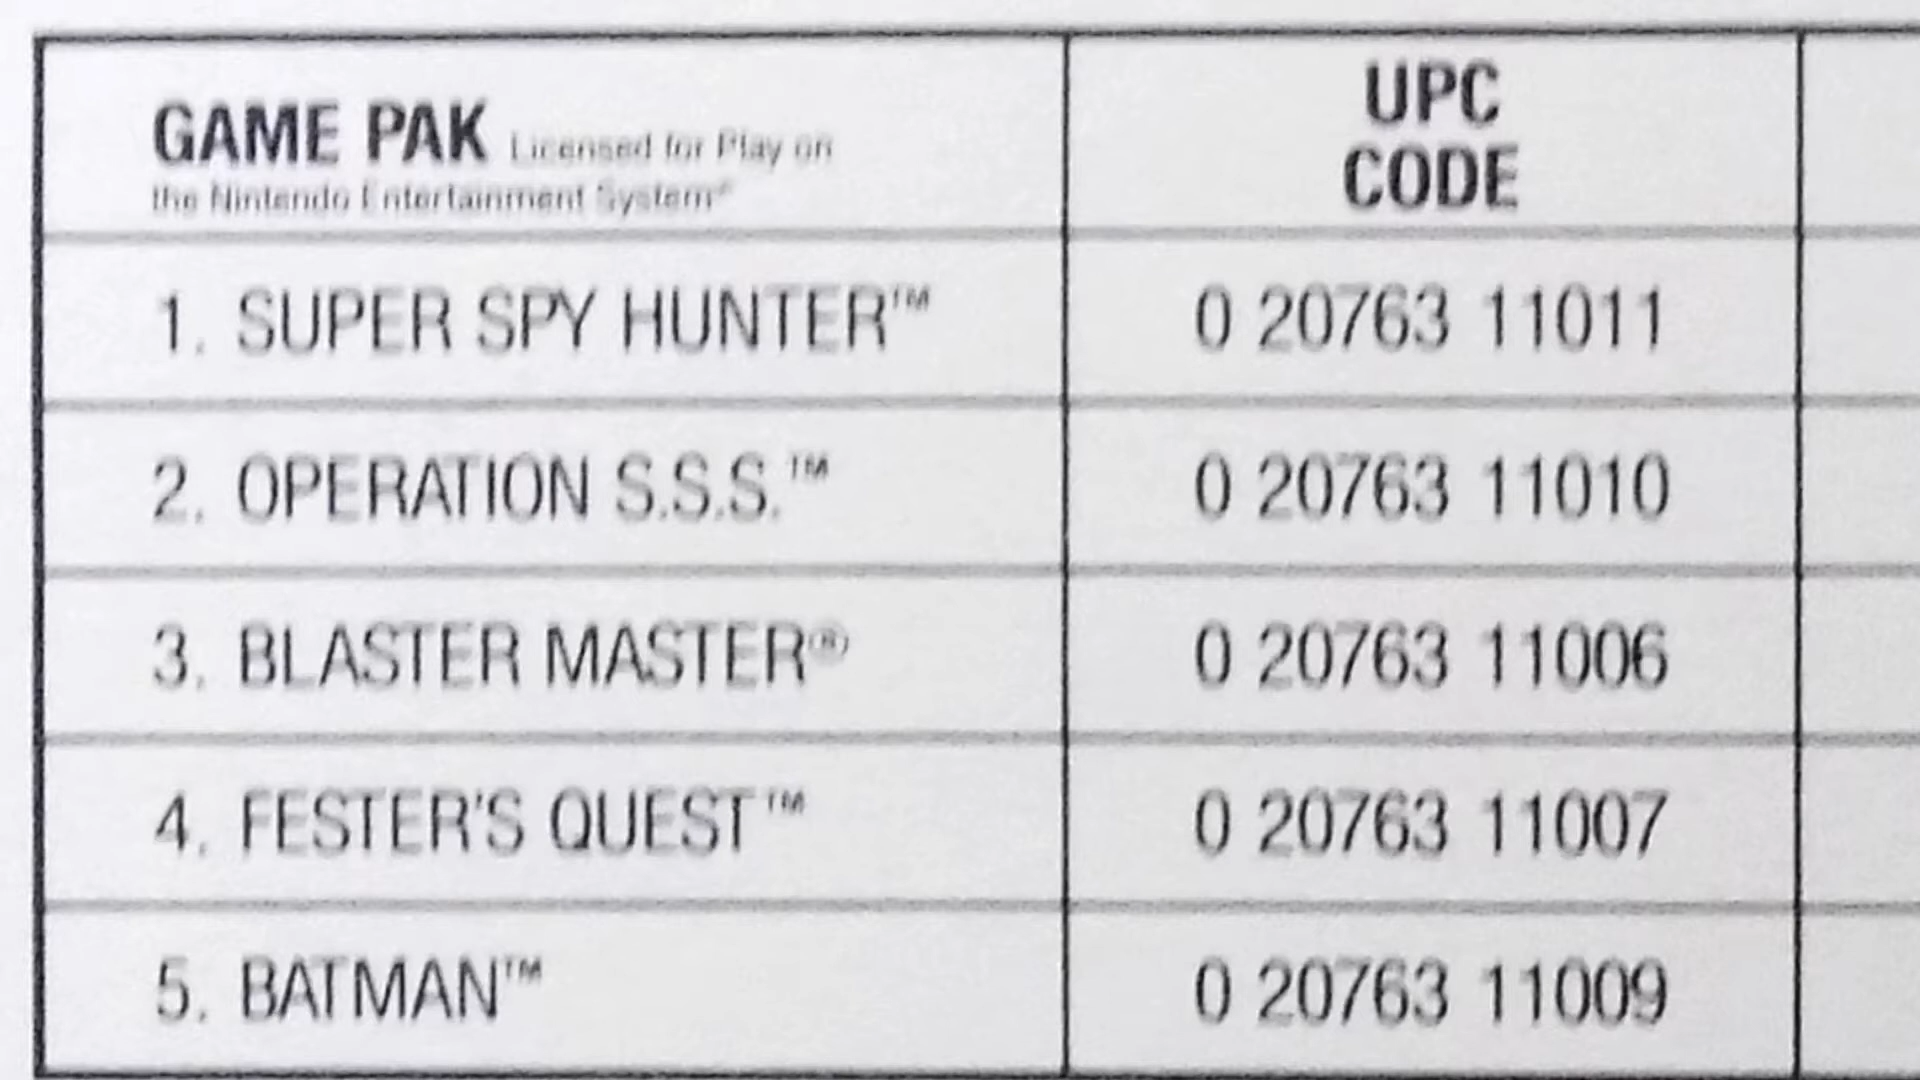 GAME PAK Licensed for Play on
the Nintendo Entertainment System®
UPC
CODE
1. SUPER SPY HUNTER™ 0 20763 11011
2. OPERATION S.S.S.™ 0 20763 11010
3. BLASTER MASTER® 0 20763 11006
4. FESTER'S QUEST™ 0 20763 11007
5. BATMAN™ 0 20763 11009